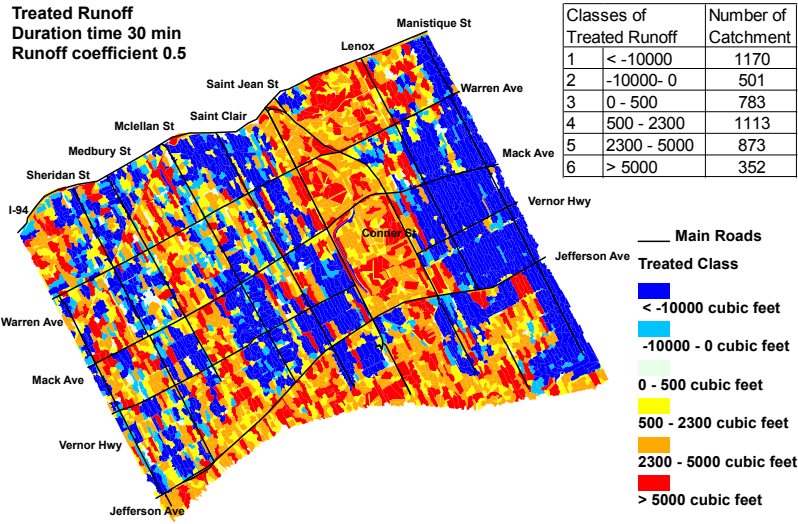 Treated Runoff
Duration time 30 min
Runoff coefficient 0.5
Manistique St
Lenox
Saint Jean St
Warren Ave
Saint Clair
Mclellan St
Mack Ave
Medbury St
Sheridan St
Vernor Hwy
I-94
Conner St
Jefferson Ave
Warren Ave
Mack Ave
Vernor Hwy
Jefferson Ave
Classes of Treated Runoff Number of Catchment
1 < -10000 1170
2 -10000- 0 501
3 0 - 500 783
4 500 - 2300 1113
5 2300 - 5000 873
6 > 5000 352
Main Roads
Treated Class
< -10000 cubic feet
-10000 - 0 cubic feet
0 - 500 cubic feet
500 - 2300 cubic feet
2300 - 5000 cubic feet
> 5000 cubic feet